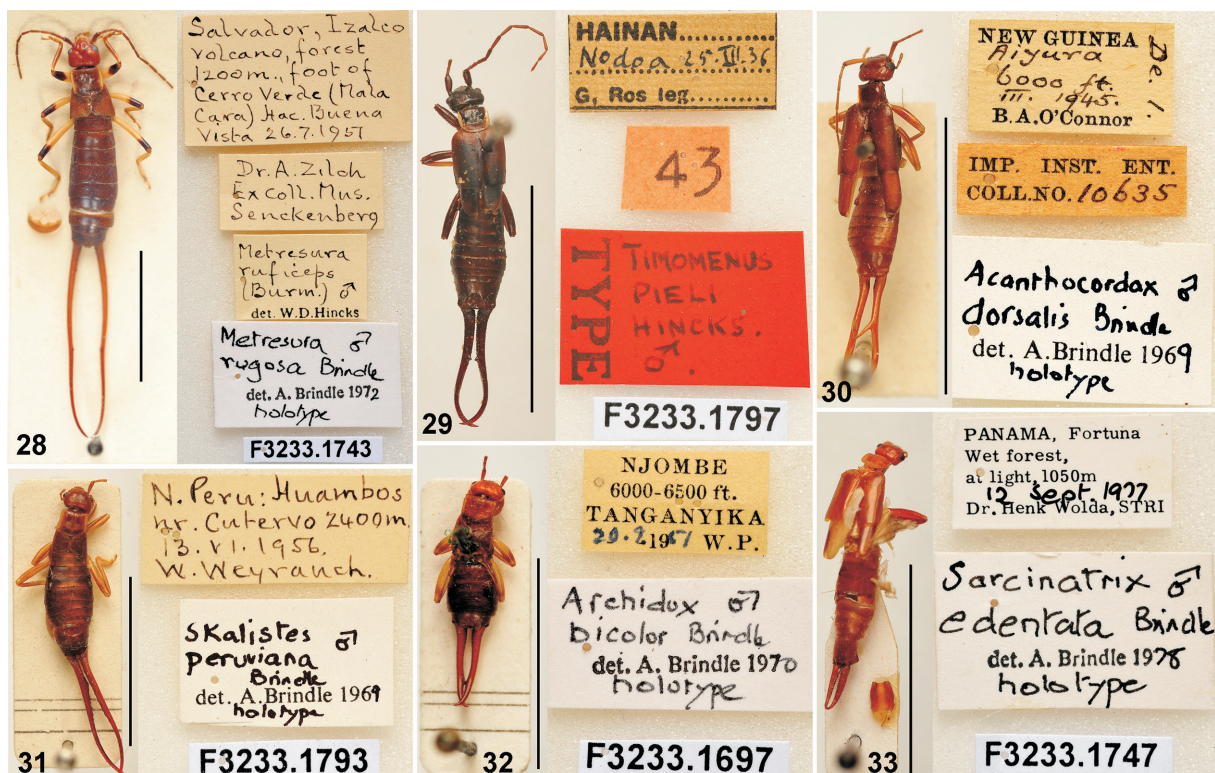 Salvador, Izalco
volcano, forest
1200m., foot of
Cerro Verde (Mala
Cara) Hac. Buena
Vista 26.7.1951
Dr. A. Zilch
Ex coll. Mus.
Senckenberg
Metresura
ruficeps
(Burm.) ♂
det. W.D. Hincks
Metresura ♂
rugosa Brindle
det. A. Brindle 1972
holotype
28
F3233.1743
HAINAN
Nodoa 25.III.36
G, Ros leg.
43
TYPE
TIMOMENUS
PIELI
HINCKS.
♂.
29
F3233.1797
NEW GUINEA
Aiyura
6000 ft.
III. 1945.
B.A.O'Connor
De. 1.
IMP. INST. ENT.
COLL.NO. 10635
Acanthocordax ♂
dorsalis Brindle
det. A. Brindle 1969
holotype
30
N. Peru: Huambos
nr. Cutervo 2400m.
13. VI. 1956.
W. Weyrauch.
Skalistes ♂
peruviana
Brindle
det. A. Brindle 1969
holotype
31
F3233.1793
NJOMBE
6000-6500 ft.
TANGANYIKA
W. P.
Archidux ♂
bicolor Brindle
det. A. Brindle 1970
holotype
32
F3233.1697
PANAMA, Fortuna
Wet forest,
at light, 1050m
12 Sept. 1977
Dr. Henk Wolda, STRI
Sarcinatrix ♂
edentata Brindle
det. A. Brindle 1978
holotype
33
F3233.1747